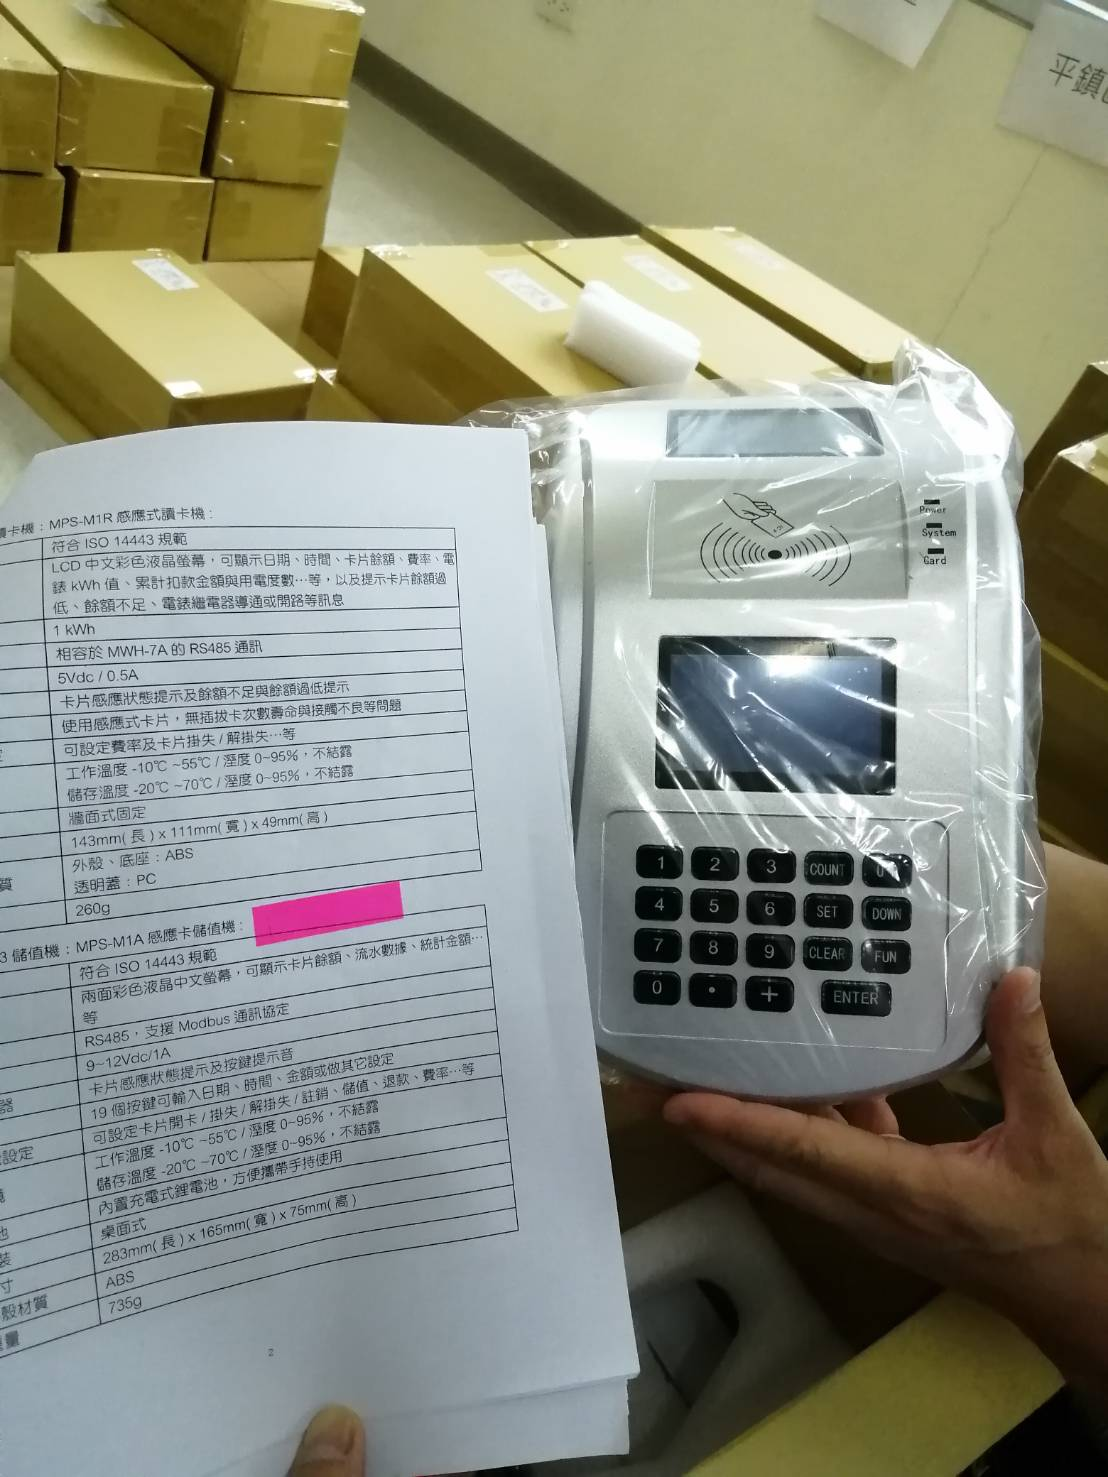 平鎮
讀卡機：MPS-M1R 感應式讀卡機：
符合 ISO 14443 規範
LCD 中文彩色液晶螢幕，可顯示日期、時間、卡片餘額、費率、電
錶 kWh 值、累計扣款金額與用電度數…等，以及提示卡片餘額過
低、餘額不足、電錶繼電器導通或開路等訊息
1 kWh
相容於 MWH-7A 的 RS485 通訊
5Vdc / 0.5A
卡片感應狀態提示及餘額不足與餘額過低提示
使用感應式卡片，無插拔卡次數壽命與接觸不良等問題
可設定費率及卡片掛失 / 解掛失…等
工作溫度 -10℃ ~55℃ / 溼度 0~95%，不結露
儲存溫度 -20℃ ~70℃ / 溼度 0~95%，不結露
牆面式固定
143mm( 長 ) x 111mm( 寬 ) x 49mm( 高 )
質 外殼、底座：ABS
透明蓋：PC
260g
3 儲值機：MPS-M1A 感應卡儲值機：
符合 ISO 14443 規範
兩面彩色液晶中文螢幕，可顯示卡片餘額、流水數據、統計金額…
等
RS485，支援 Modbus 通訊協定
9~12Vdc/1A
器 卡片感應狀態提示及按鍵提示音
19 個按鍵可輸入日期、時間、金額或做其它設定
設定 可設定卡片開卡 / 掛失 / 解掛失 / 註銷、儲值、退款、費率…等
工作溫度 -10℃ ~55℃ / 溼度 0~95%，不結露
儲存溫度 -20℃ ~70℃ / 溼度 0~95%，不結露
池 內置充電式鋰電池，方便攜帶手持使用
裝 桌面式
寸 283mm( 長 ) x 165mm( 寬 ) x 75mm( 高 )
殼材質 ABS
量 735g
2
Power
System
Gard
1 2 3 COUNT
4 5 6 SET DOWN
7 8 9 CLEAR FUN
0 . + ENTER